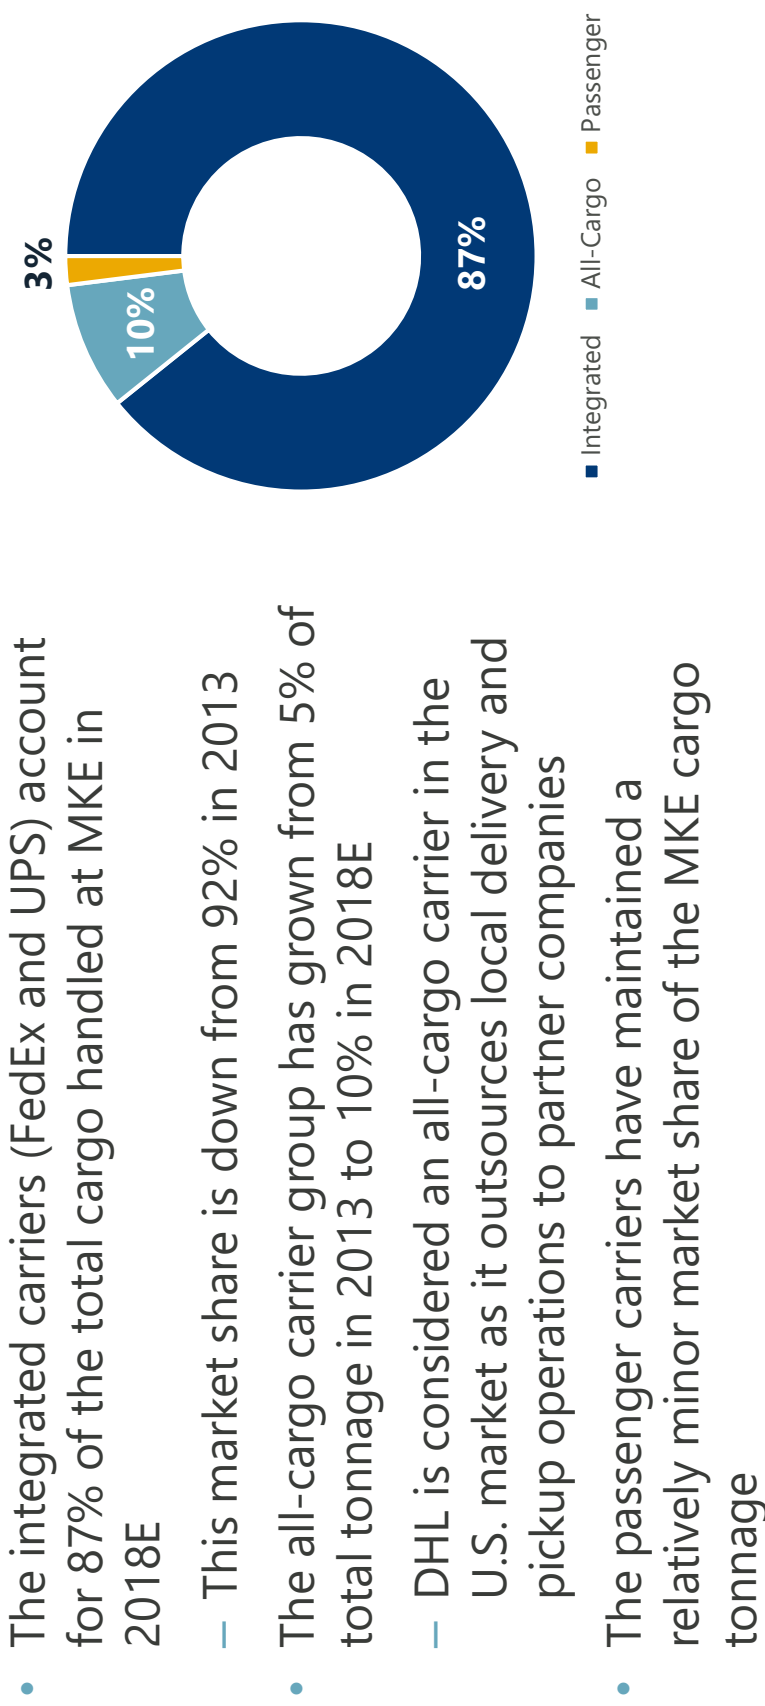 • The integrated carriers (FedEx and UPS) account
for 87% of the total cargo handled at MKE in
2018E
– This market share is down from 92% in 2013
• The all-cargo carrier group has grown from 5% of
total tonnage in 2013 to 10% in 2018E
– DHL is considered an all-cargo carrier in the
U.S. market as it outsources local delivery and
pickup operations to partner companies
• The passenger carriers have maintained a
relatively minor market share of the MKE cargo
tonnage
3%
10%
87%
Integrated All-Cargo Passenger